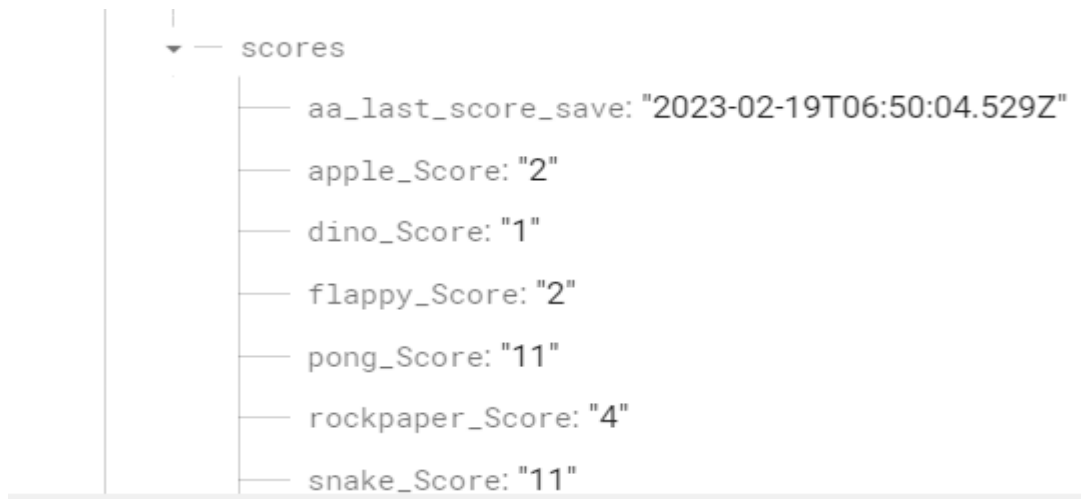 scores
aa_last_score_save: "2023-02-19T06:50:04.529Z"
apple_Score: "2"
dino_Score: "1"
flappy_Score: "2"
pong_Score: "11"
rockpaper_Score: "4"
snake_Score: "11"